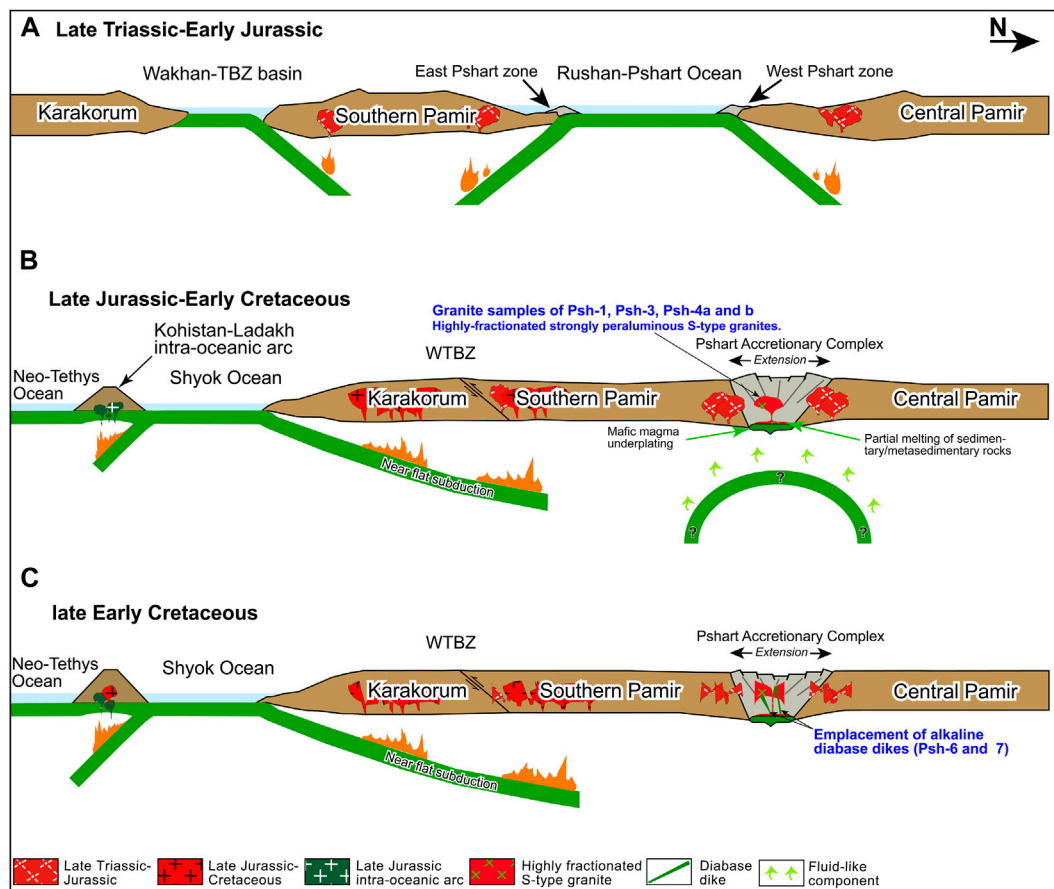 A Late Triassic-Early Jurassic
N
Wakhan-TBZ basin
East Pshart zone
Rushan-Pshart Ocean
West Pshart zone
Karakorum
Southern Pamir
Central Pamir
B
Late Jurassic-Early Cretaceous
Kohistan-Ladakh
intra-oceanic arc
Neo-Tethys
Ocean
Shyok Ocean
Granite samples of Psh-1, Psh-3, Psh-4a and b
Highly-fractionated strongly peraluminous S-type granites.
WTBZ
Pshart Accretionary Complex
Extension
Karakorum
Southern Pamir
Central Pamir
Mafic magma
underplating
Partial melting of sedimen-
tary/metasedimentary rocks
Near flat subduction
?
?
?
C
late Early Cretaceous
Neo-Tethys
Ocean
Shyok Ocean
WTBZ
Pshart Accretionary Complex
Extension
Karakorum
Southern Pamir
Central Pamir
Emplacement of alkaline
diabase dikes (Psh-6 and 7)
Near flat subduction
Late Triassic-
Jurassic
Late Jurassic-
Cretaceous
Late Jurassic
intra-oceanic arc
Highly fractionated
S-type granite
Diabase
dike
Fluid-like
component